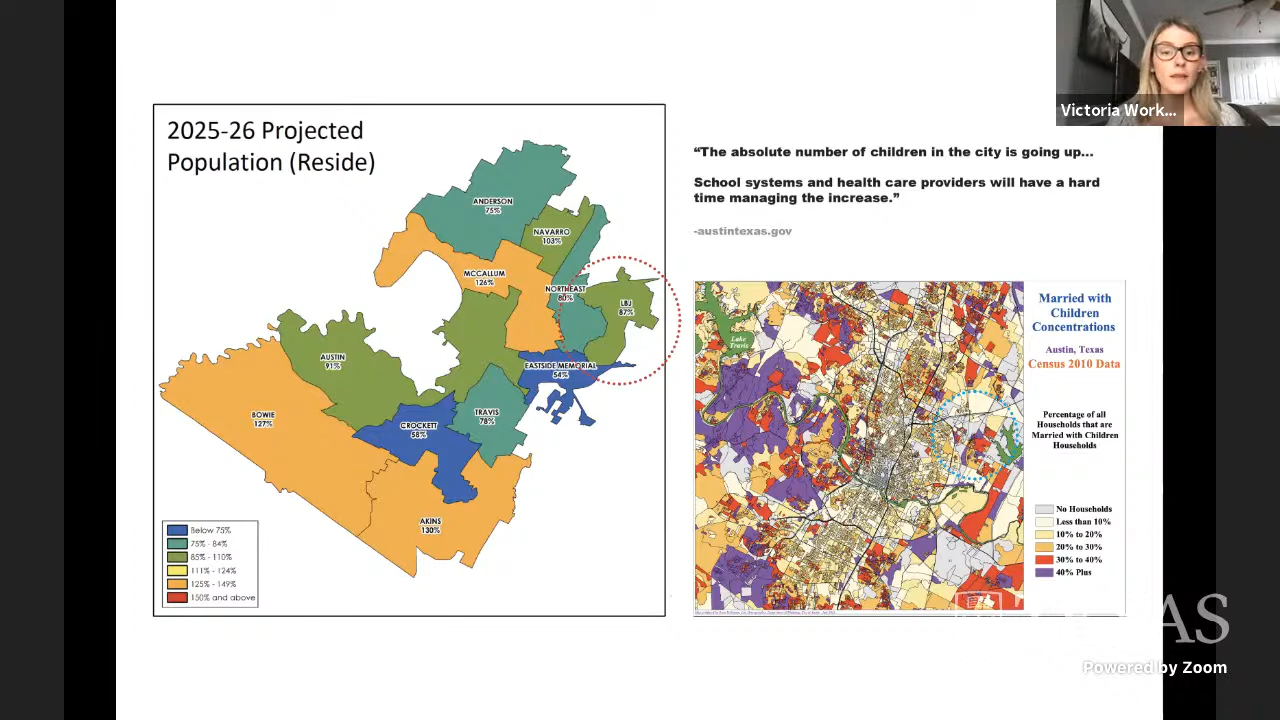 Victoria Work...
2025-26 Projected
Population (Reside)
ANDERSON
75%
NAVARRO
103%
MCCALLUM
126%
NORTHEAST
80%
LBJ
87%
AUSTIN
91%
EASTSIDE MEMORIAL
54%
BOWIE
127%
CROCKETT
58%
TRAVIS
78%
AKINS
130%
Below 75%
75% - 84%
85% - 110%
111% - 124%
125% - 149%
150% and above
“The absolute number of children in the city is going up...
School systems and health care providers will have a hard
time managing the increase.”
-austintexas.gov
Lake
Travis
Married with
Children
Concentrations
Austin, Texas
Census 2010 Data
Percentage of all
Households that are
Married with Children
Households
No Households
Less than 10%
10% to 20%
20% to 30%
30% to 40%
40% Plus
AS
Powered by Zoom